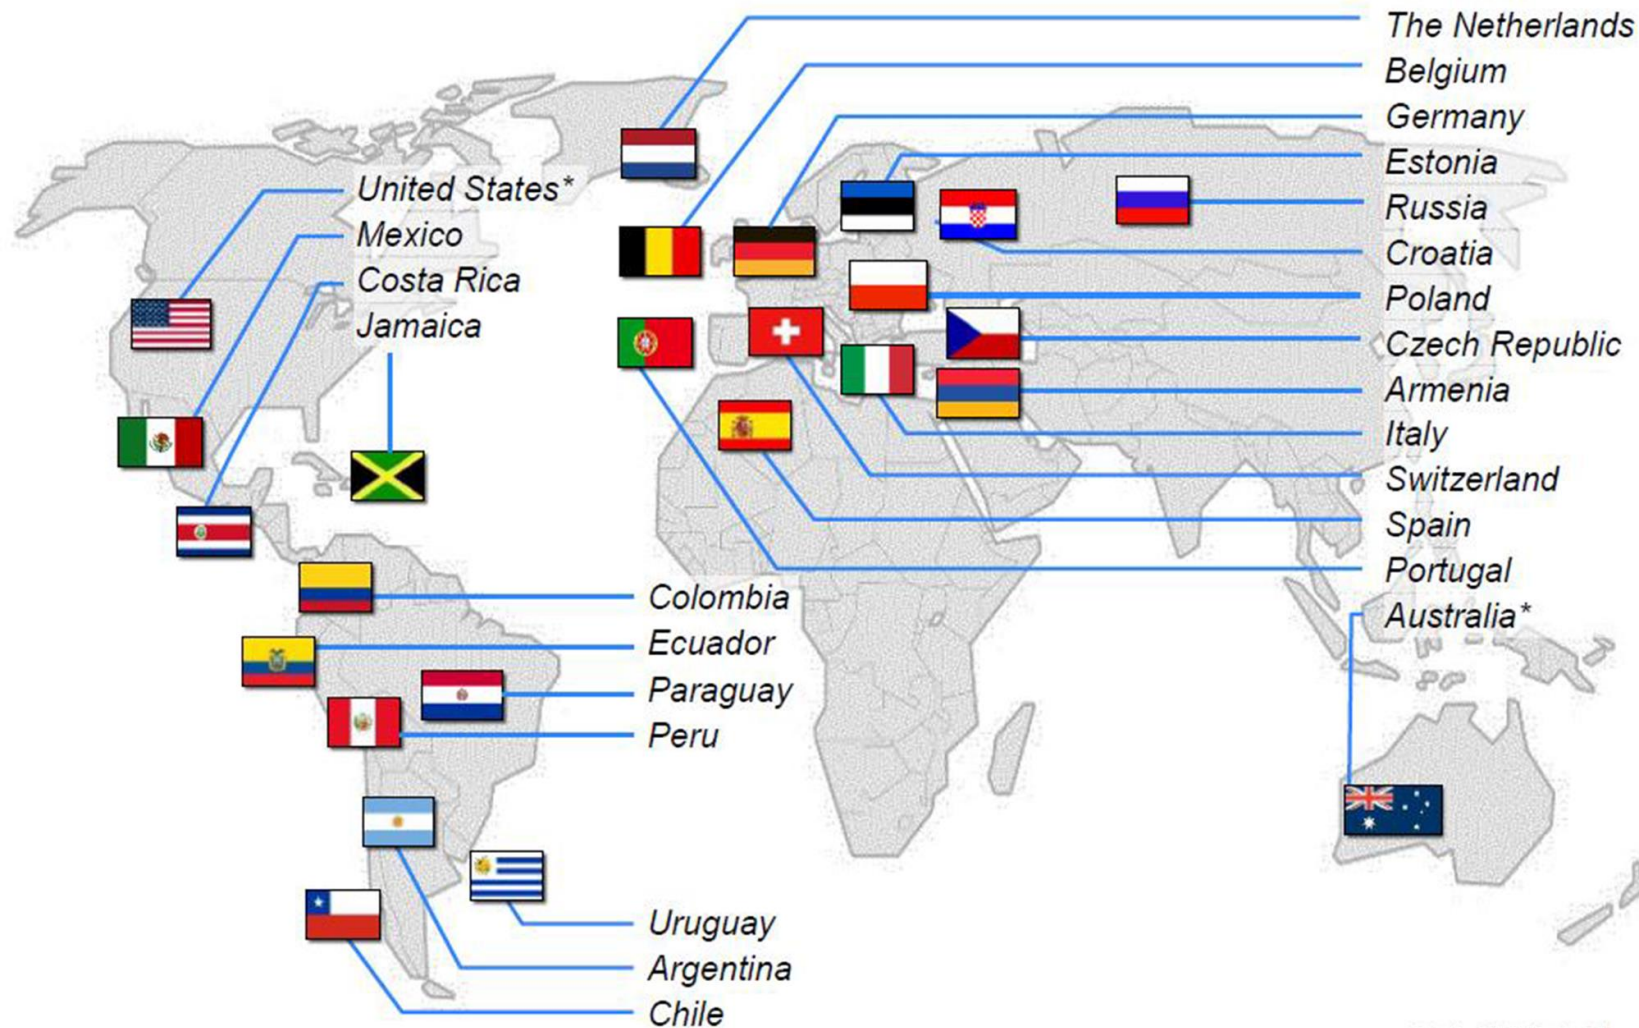 The Netherlands
Belgium
Germany
Estonia
Russia
Croatia
Poland
Czech Republic
Armenia
Italy
Switzerland
Spain
Portugal
Australia*
United States*
Mexico
Costa Rica
Jamaica
Colombia
Ecuador
Paraguay
Peru
Uruguay
Argentina
Chile